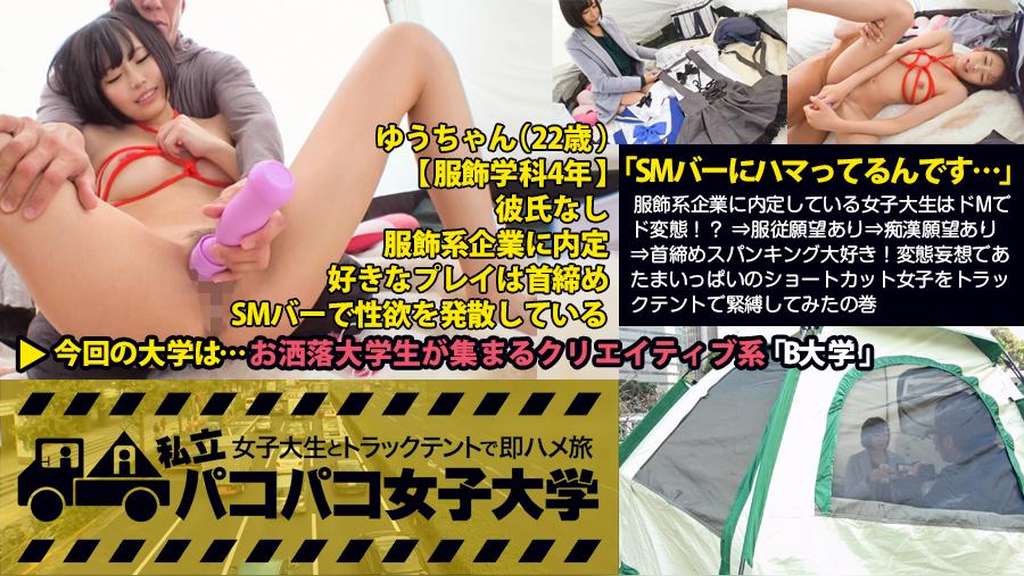 ゆうちゃん（22歳）
【服飾学科4年】
彼氏なし
服飾系企業に内定
好きなプレイは首締め
SMバーで性欲を発散している
「SMバーにハマってるんです…」
服飾系企業に内定している女子大生はドMで
ド変態！？⇒服従願望あり⇒痴漢願望あり
⇒首締めスパンキング大好き！変態妄想であ
たまいっぱいのショートカット女子をトラッ
クテントで緊縛してみたの巻
▶今回の大学は…お洒落大学生が集まるクリエイティブ系「B大学」
私立 女子大生とトラックテントで即ハメ旅
パコパコ女子大学